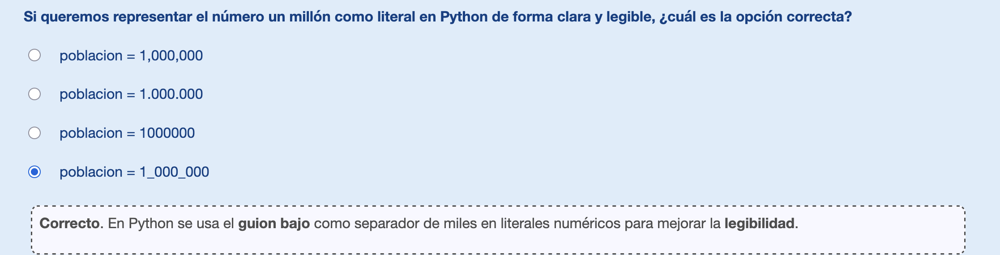 Si queremos representar el número un millón como literal en Python de forma clara y legible, ¿cuál es la opción correcta?
poblacion = 1,000,000
poblacion = 1.000.000
poblacion = 1000000
poblacion = 1_000_000
Correcto. En Python se usa el guion bajo como separador de miles en literales numéricos para mejorar la legibilidad.